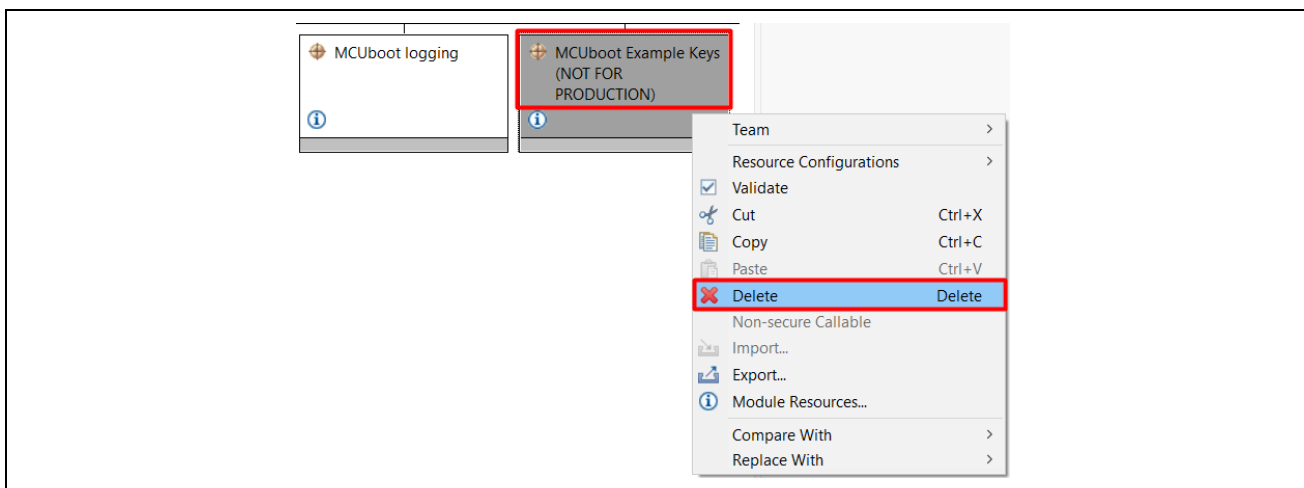 MCUboot logging
MCUboot Example Keys
(NOT FOR
PRODUCTION)
Team
Resource Configurations
Validate
Cut Ctrl+X
Copy Ctrl+C
Paste Ctrl+V
Delete Delete
Non-secure Callable
Import...
Export...
Module Resources...
Compare With
Replace With